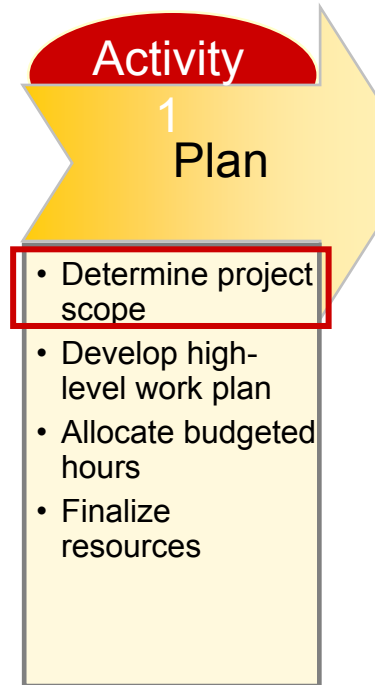 Activity
1
Plan
• Determine project
scope
• Develop high-
level work plan
• Allocate budgeted
hours
• Finalize
resources